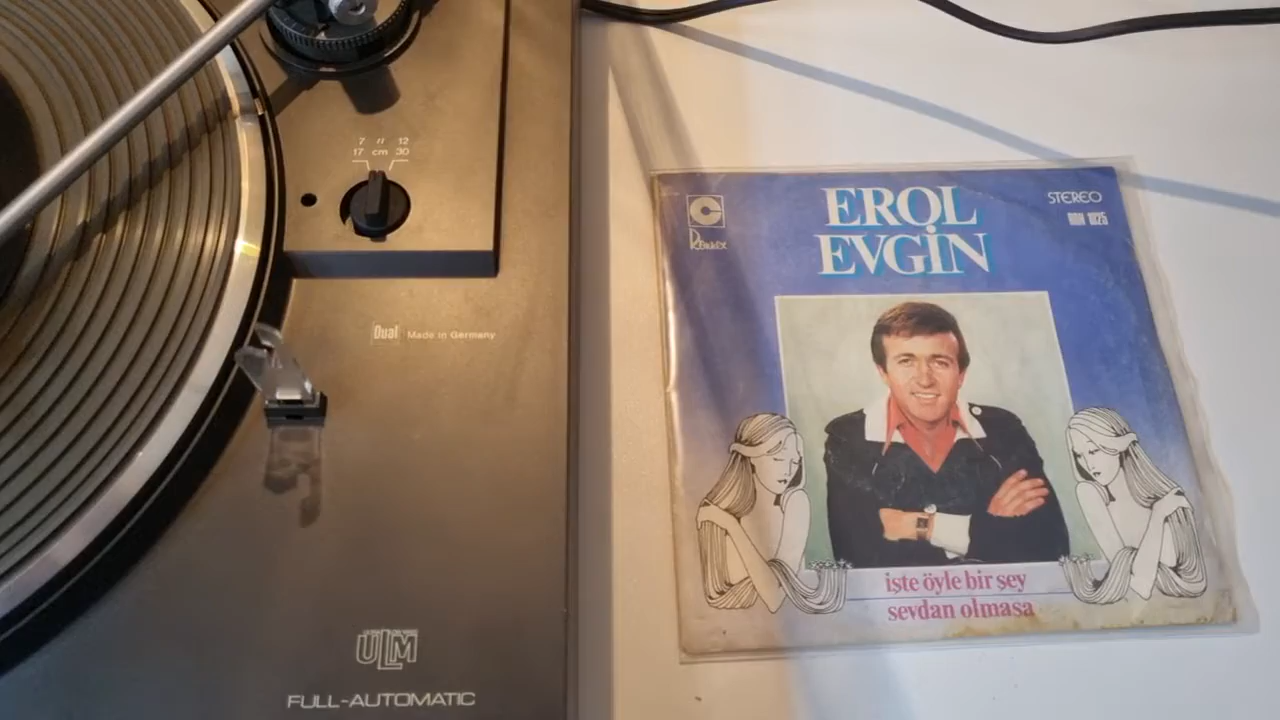 7 // 12
17 cm 30
Dual Made in Germany
ULM
FULL-AUTOMATIC
EROL
EVGİN
STEREO
işte öyle bir şey
sevdan olmasa